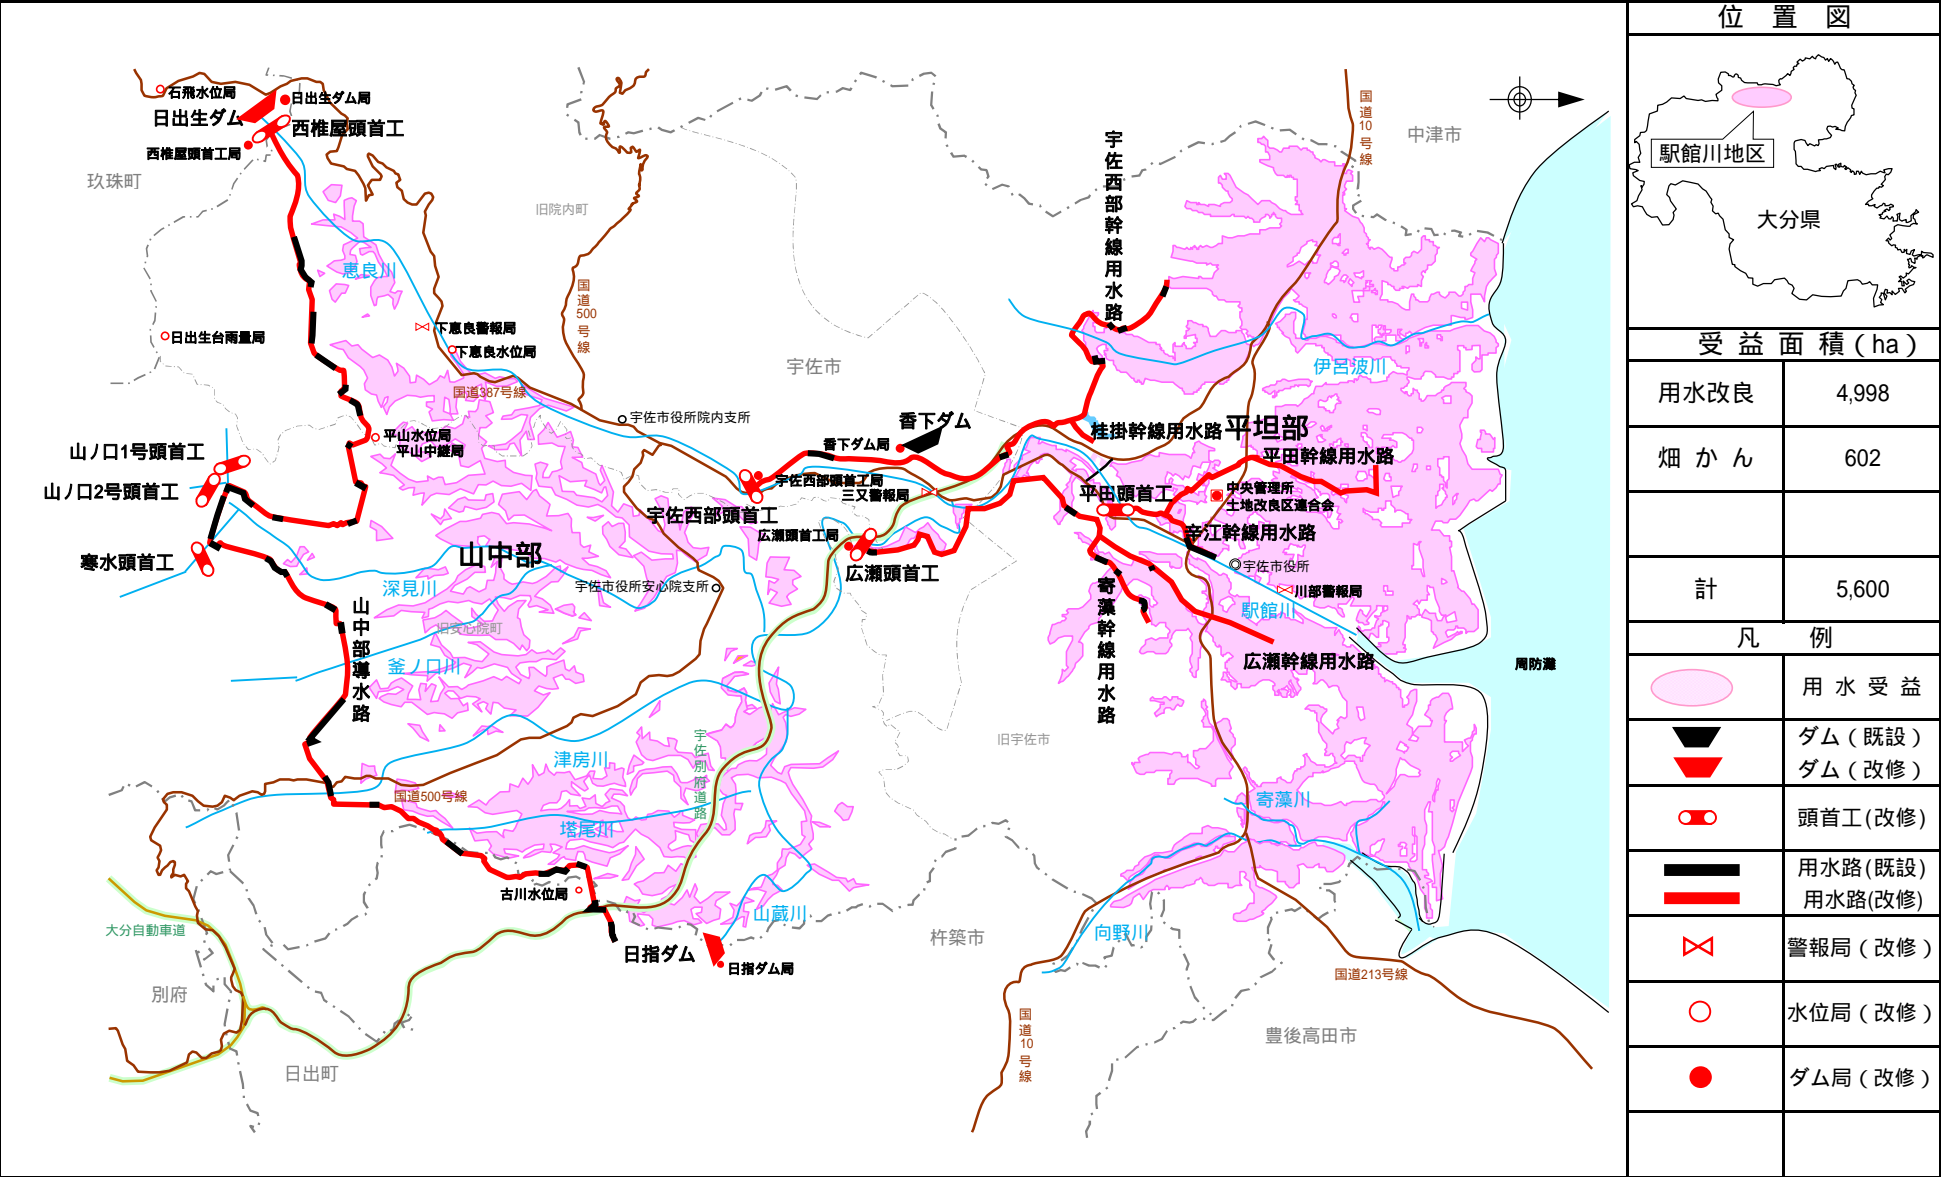 石飛水位局
日出生ダム局
日出生ダム
西椎屋頭首工
西椎屋頭首工局
玖珠町
旧院内町
恵良川
国道500号線
下恵良警報局
日出生台雨量局
下恵良水位局
国道387号線
宇佐市
宇佐市役所院内支所
平山水位局
平山中継局
山ノ口1号頭首工
山ノ口2号頭首工
寒水頭首工
香下ダム
香下ダム局
宇佐西部頭首工局
三又警報局
宇佐西部頭首工
広瀬頭首工局
広瀬頭首工
山中部
深見川
宇佐市役所安心院支所
旧安心院町
山中部導水路
釜ノ口川
津房川
宇佐別府道路
国道500号線
塔尾川
古川水位局
大分自動車道
山蔵川
日指ダム
日指ダム局
別府
日出町
杵築市
宇佐西部幹線用水路
国道10号線
中津市
伊呂波川
桂掛幹線用水路
平坦部
平田幹線用水路
平田頭首工
中央管理所
土地改良区連合会
辛江幹線用水路
宇佐市役所
川部警報局
駅館川
寄藻幹線用水路
広瀬幹線用水路
周防灘
旧宇佐市
寄藻川
向野川
国道213号線
国道10号線
豊後高田市
位 置 図
駅館川地区
大分県
受 益 面 積 ( ha )
用水改良 4,998
畑 か ん 602
計 5,600
凡 例
用 水 受 益
ダム ( 既設 )
ダム ( 改修 )
頭首工(改修)
用水路(既設)
用水路(改修)
警報局 ( 改修 )
水位局 ( 改修 )
ダム局 ( 改修 )